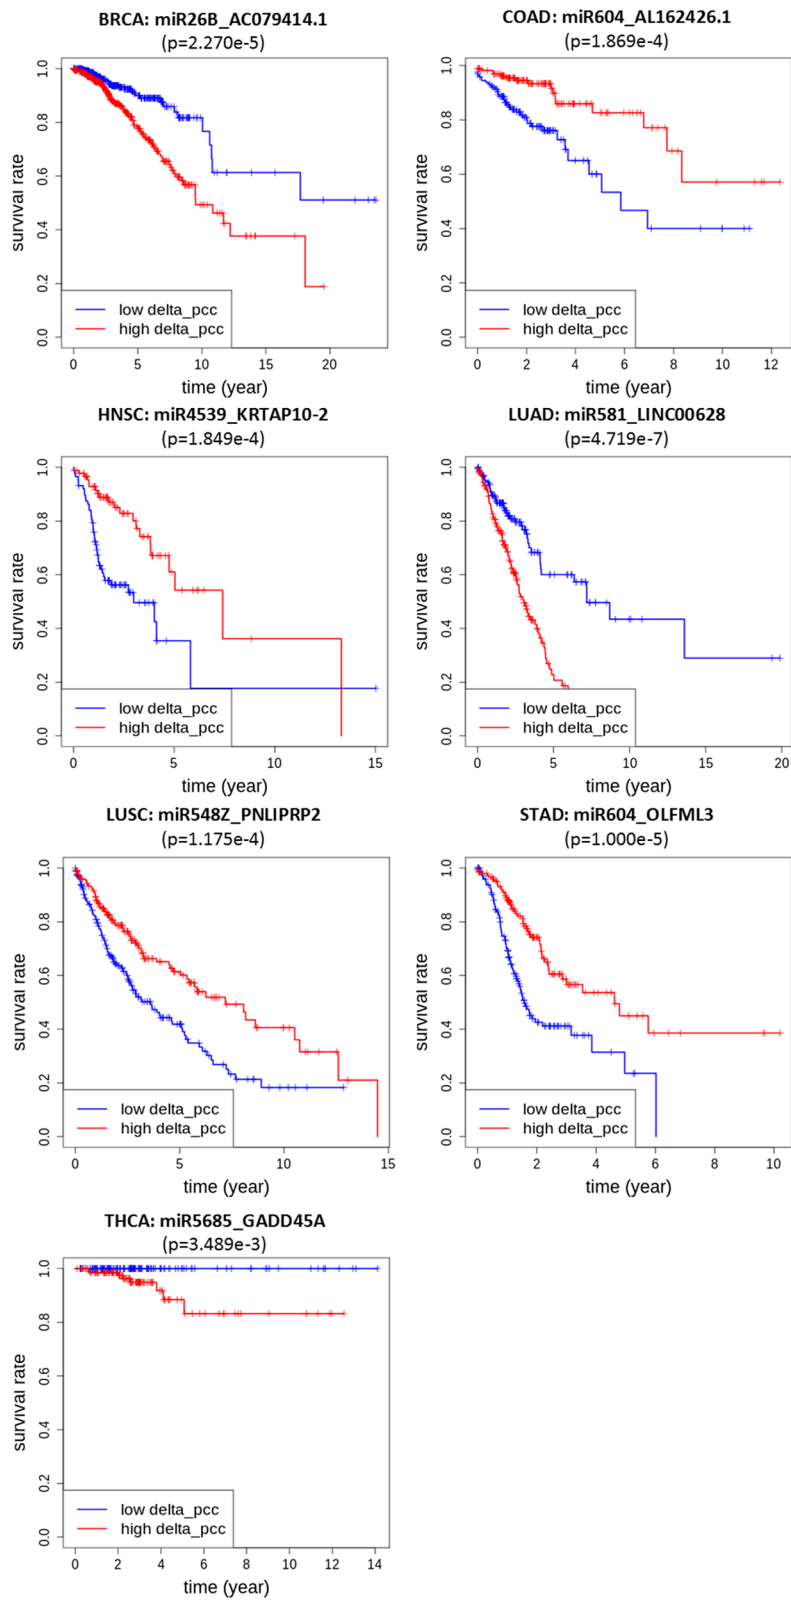 BRCA: miR26B_AC079414.1
(p=2.270e-5)
survival rate
0.0 0.2 0.4 0.6 0.8 1.0
low delta_pcc
high delta_pcc
0 5 10 15 20
time (year)
COAD: miR604_AL162426.1
(p=1.869e-4)
survival rate
0.0 0.2 0.4 0.6 0.8 1.0
low delta_pcc
high delta_pcc
0 2 4 6 8 10 12
time (year)
HNSC: miR4539_KRTAP10-2
(p=1.849e-4)
survival rate
0.0 0.2 0.4 0.6 0.8 1.0
low delta_pcc
high delta_pcc
0 5 10 15
time (year)
LUAD: miR581_LINC00628
(p=4.719e-7)
survival rate
0.0 0.2 0.4 0.6 0.8 1.0
low delta_pcc
high delta_pcc
0 5 10 15 20
time (year)
LUSC: miR548Z_PNLIPRP2
(p=1.175e-4)
survival rate
0.0 0.2 0.4 0.6 0.8 1.0
low delta_pcc
high delta_pcc
0 5 10 15
time (year)
STAD: miR604_OLFML3
(p=1.000e-5)
survival rate
0.0 0.2 0.4 0.6 0.8 1.0
low delta_pcc
high delta_pcc
0 2 4 6 8 10
time (year)
THCA: miR5685_GADD45A
(p=3.489e-3)
survival rate
0.0 0.2 0.4 0.6 0.8 1.0
low delta_pcc
high delta_pcc
0 2 4 6 8 10 12 14
time (year)